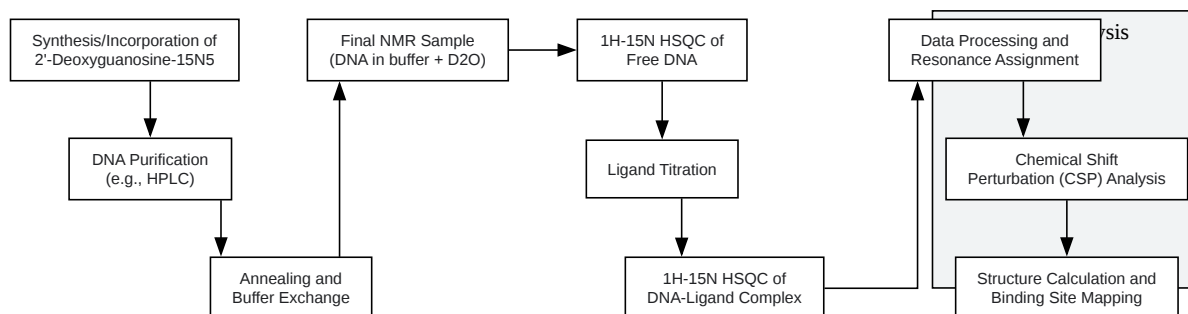 Synthesis/Incorporation of
2'-Deoxyguanosine-15N5
DNA Purification
(e.g., HPLC)
Annealing and
Buffer Exchange
Final NMR Sample
(DNA in buffer + D2O)
1H-15N HSQC of
Free DNA
Ligand Titration
1H-15N HSQC of
DNA-Ligand Complex
Data Processing and
Resonance Assignment
Chemical Shift
Perturbation (CSP) Analysis
Structure Calculation and
Binding Site Mapping